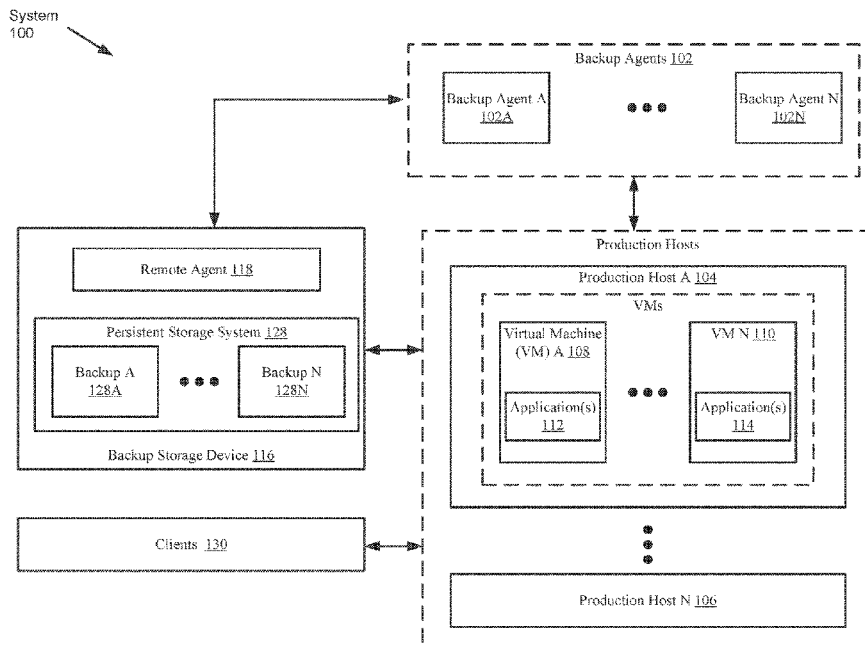 System
100
Backup Agents 102
Backup Agent A
102A
Backup Agent N
102N
Remote Agent 118
Persistent Storage System 128
Backup A
128A
Backup N
128N
Backup Storage Device 116
Clients 130
Production Hosts
Production Host A 104
VMs
Virtual Machine
(VM) A 108
Application(s)
112
VM N 110
Application(s)
114
Production Host N 106